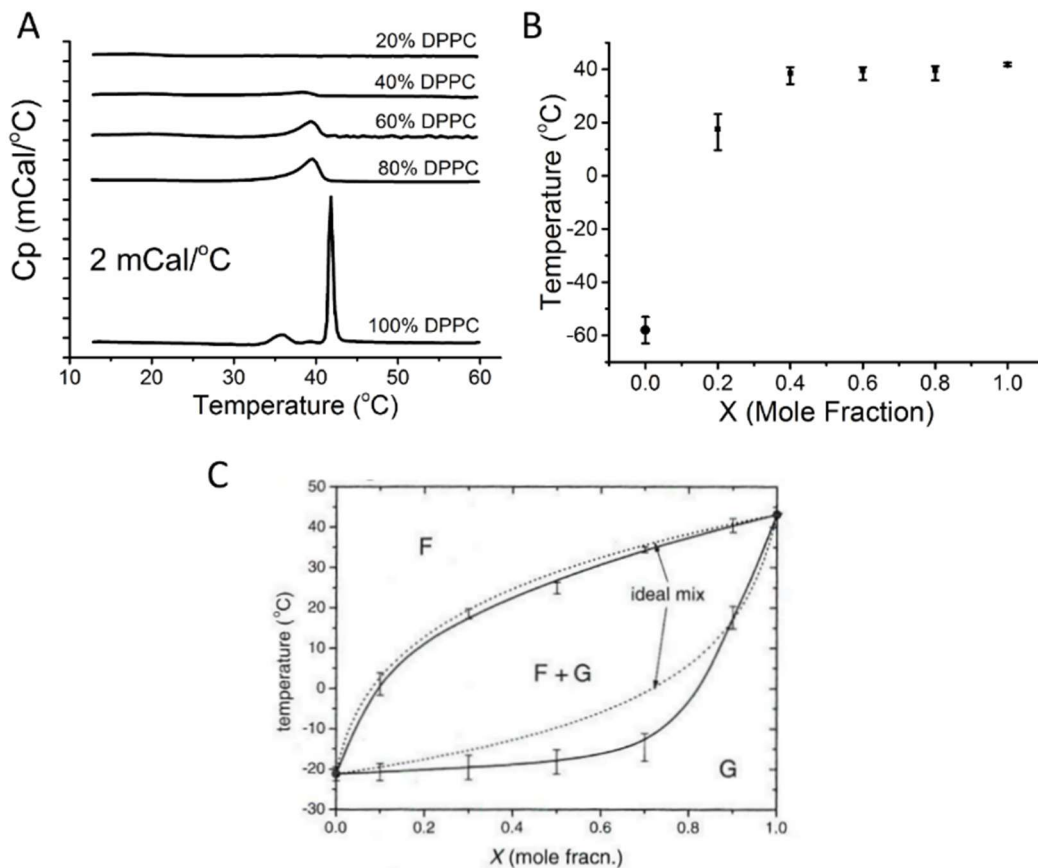 A
20% DPPC
40% DPPC
60% DPPC
80% DPPC
2 mCal/°C
100% DPPC
Cp (mCal/°C)
10 20 30 40 50 60
Temperature (°C)
B
40
20
0
-20
-40
-60
Temperature (°C)
0.0 0.2 0.4 0.6 0.8 1.0
X (Mole Fraction)
C
50
40
30
20
10
0
-10
-20
-30
temperature (°C)
F
ideal mix
F + G
G
0.0 0.2 0.4 0.6 0.8 1.0
X (mole fracn.)